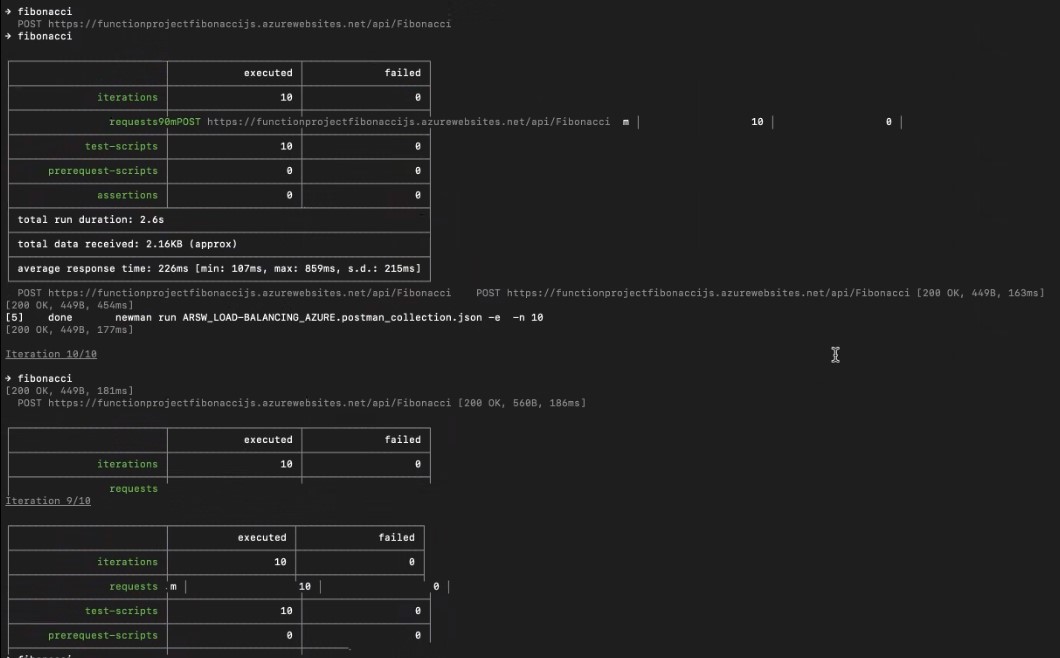 → fibonacci
POST https://functionprojectfibonaccijs.azurewebsites.net/api/Fibonacci
→ fibonacci
executed failed
iterations 10 0
requests90mPOST https://functionprojectfibonaccijs.azurewebsites.net/api/Fibonacci m │ 10 │ 0 │
test-scripts 10 0
prerequest-scripts 0 0
assertions 0 0
total run duration: 2.6s
total data received: 2.16KB (approx)
average response time: 226ms [min: 107ms, max: 859ms, s.d.: 215ms]
POST https://functionprojectfibonaccijs.azurewebsites.net/api/Fibonacci POST https://functionprojectfibonaccijs.azurewebsites.net/api/Fibonacci [200 OK, 449B, 163ms]
[200 OK, 449B, 454ms]
[5] done newman run ARSW_LOAD-BALANCING_AZURE.postman_collection.json -e -n 10
[200 OK, 449B, 177ms]
Iteration 10/10
→ fibonacci
[200 OK, 449B, 181ms]
POST https://functionprojectfibonaccijs.azurewebsites.net/api/Fibonacci [200 OK, 560B, 186ms]
executed failed
iterations 10 0
requests
Iteration 9/10
executed failed
iterations 10 0
requests m │ 10 │ 0 │
test-scripts 10 0
prerequest-scripts 0 0